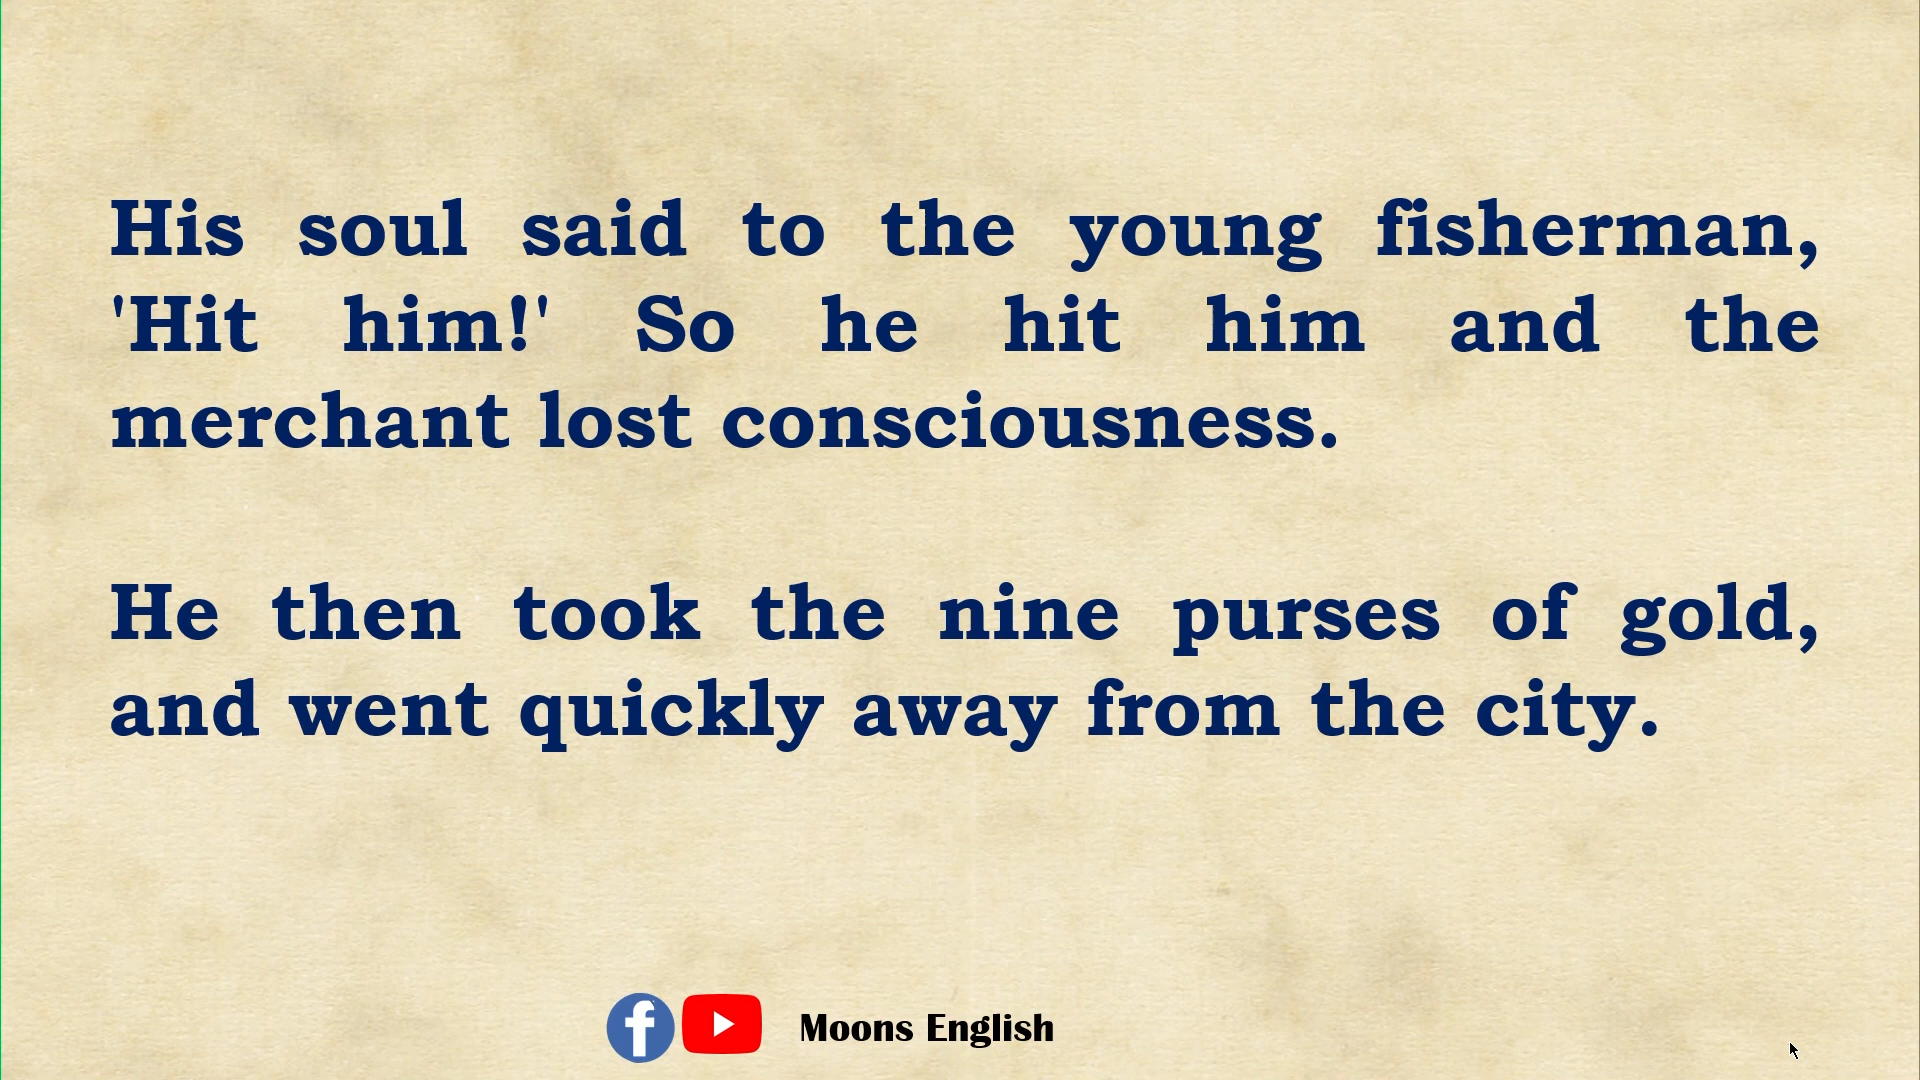 His soul said to the young fisherman,
'Hit him!' So he hit him and the
merchant lost consciousness.
He then took the nine purses of gold,
and went quickly away from the city.
Moons English